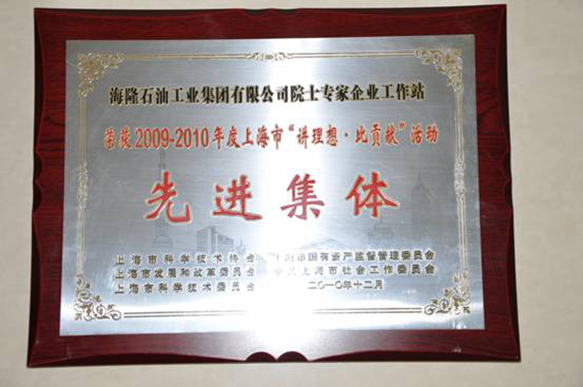 海隆石油工业集团有限公司院士专家企业工作站
荣获2009-2010年度上海市“讲理想·比贡献”活动
先进集体
上海市科学技术协会 上海市国有资产监督管理委员会
上海市发展和改革委员会 中共上海市社会工作委员会
上海市科学技术委员会 二〇一〇年十二月